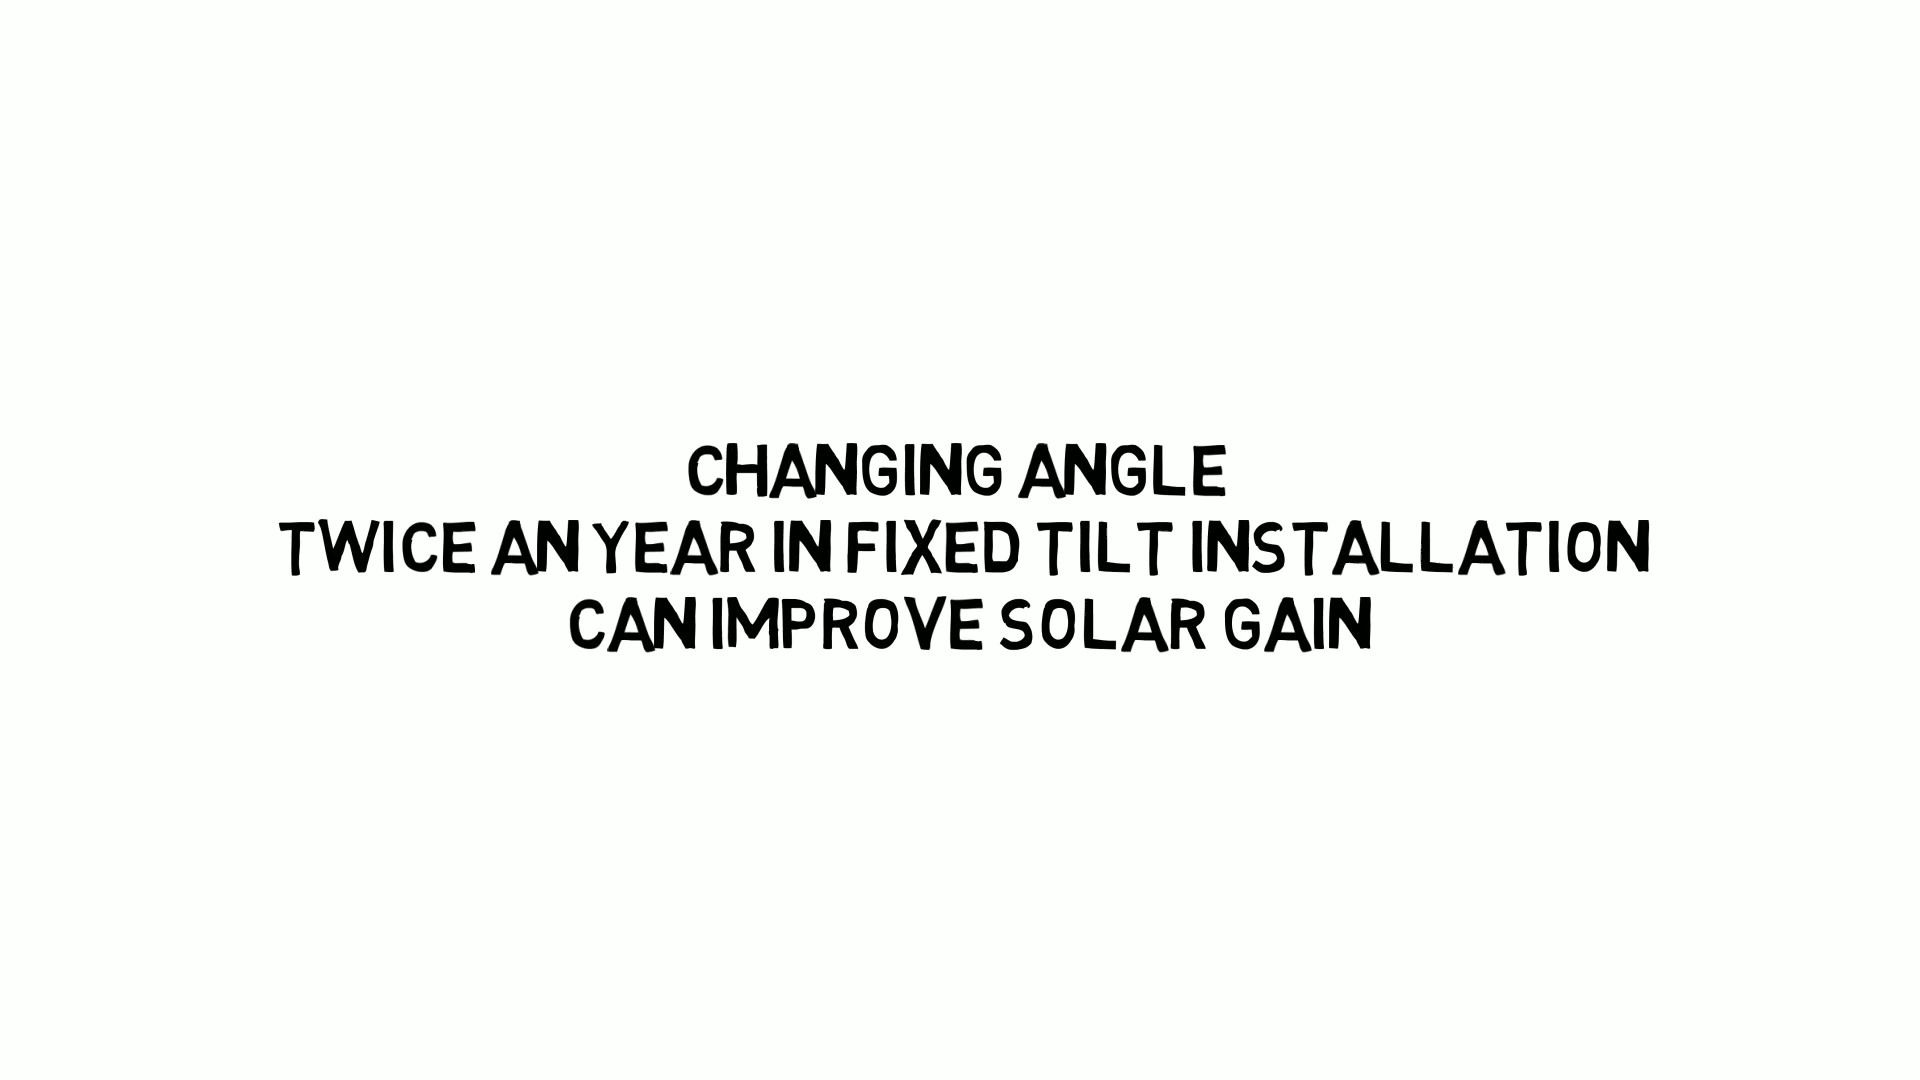 CHANGING ANGLE
TWICE AN YEAR IN FIXED TILT INSTALLATION
CAN IMPROVE SOLAR GAIN